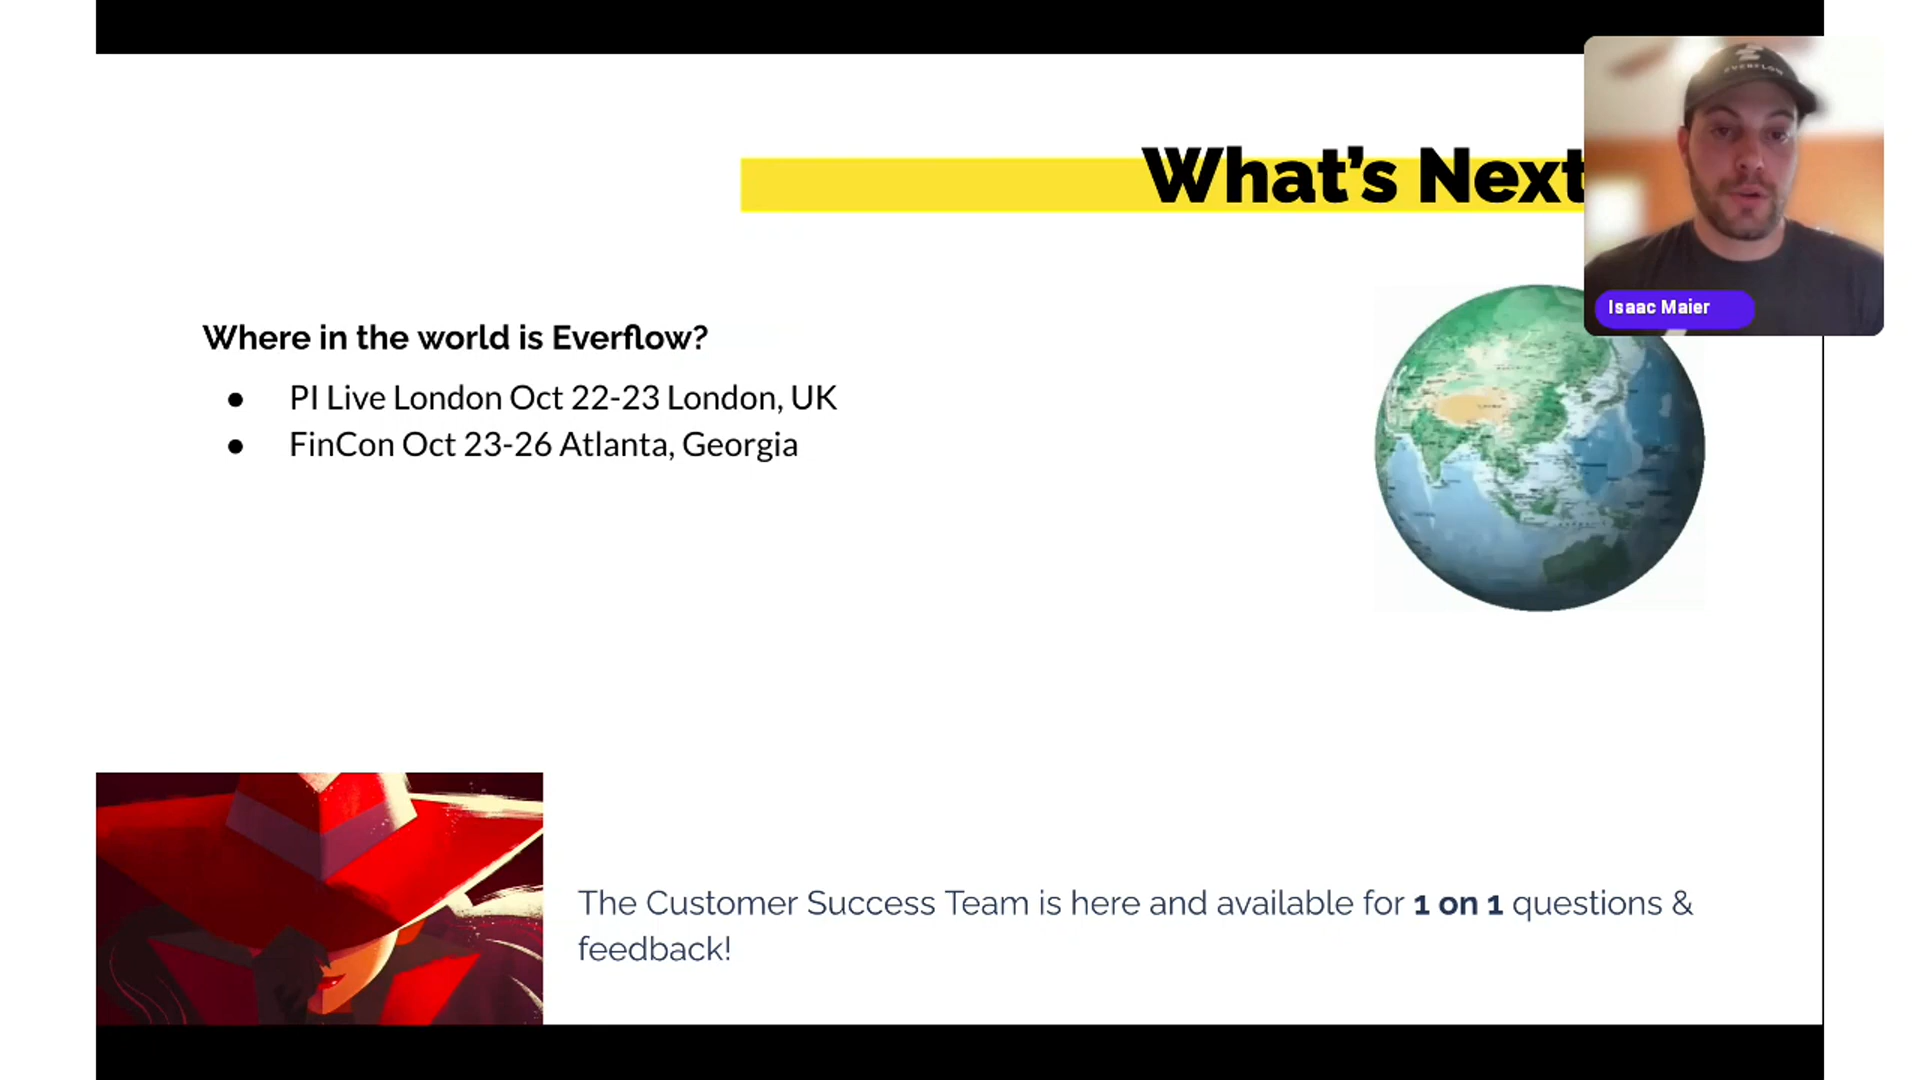 EVERFLOW
What's Next
Isaac Maier
Where in the world is Everflow?
● PI Live London Oct 22-23 London, UK
● FinCon Oct 23-26 Atlanta, Georgia
The Customer Success Team is here and available for 1 on 1 questions &
feedback!